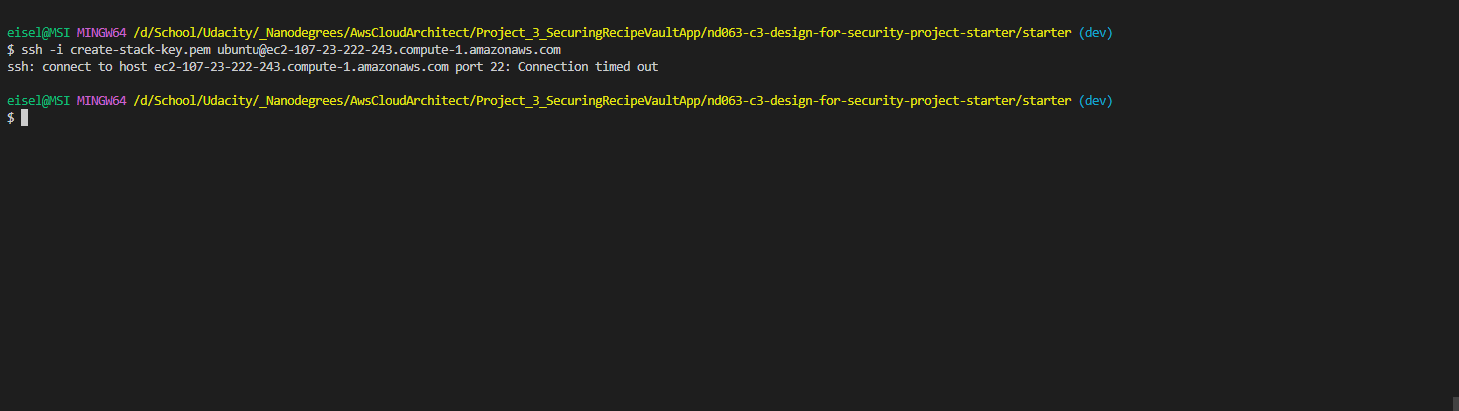 eisel@MSI MINGW64 /d/School/Udacity/_Nanodegrees/AwsCloudArchitect/Project_3_SecuringRecipeVaultApp/nd063-c3-design-for-security-project-starter/starter (dev)
$ ssh -i create-stack-key.pem ubuntu@ec2-107-23-222-243.compute-1.amazonaws.com
ssh: connect to host ec2-107-23-222-243.compute-1.amazonaws.com port 22: Connection timed out
eisel@MSI MINGW64 /d/School/Udacity/_Nanodegrees/AwsCloudArchitect/Project_3_SecuringRecipeVaultApp/nd063-c3-design-for-security-project-starter/starter (dev)
$